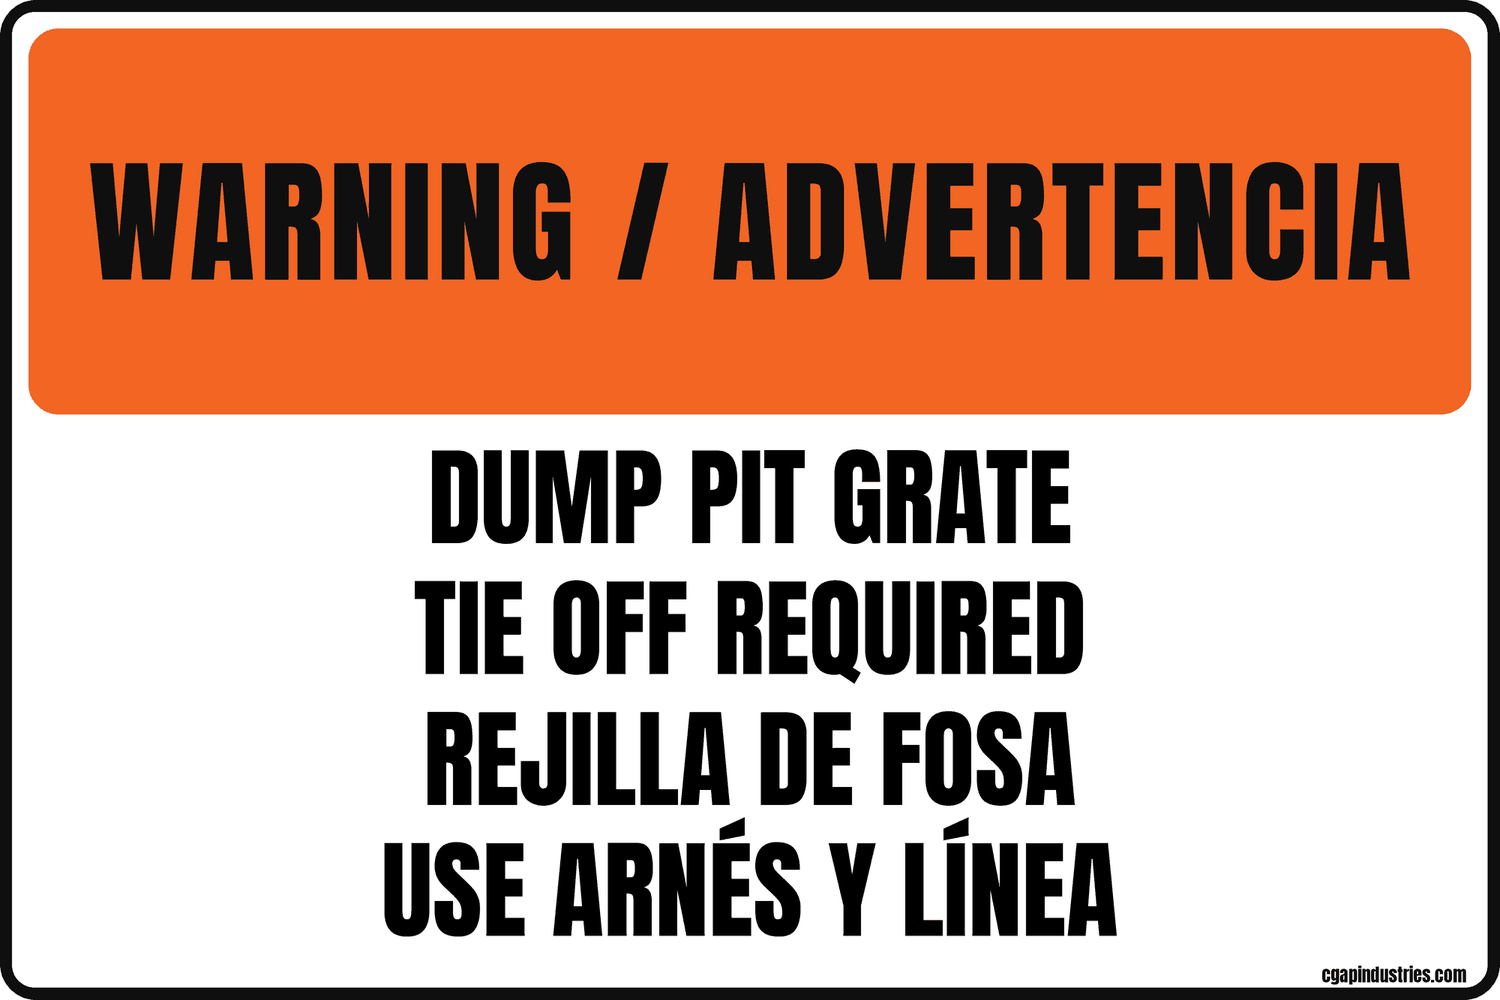 WARNING / ADVERTENCIA
DUMP PIT GRATE
TIE OFF REQUIRED
REJILLA DE FOSA
USE ARNÉS Y LÍNEA
cgapindustries.com